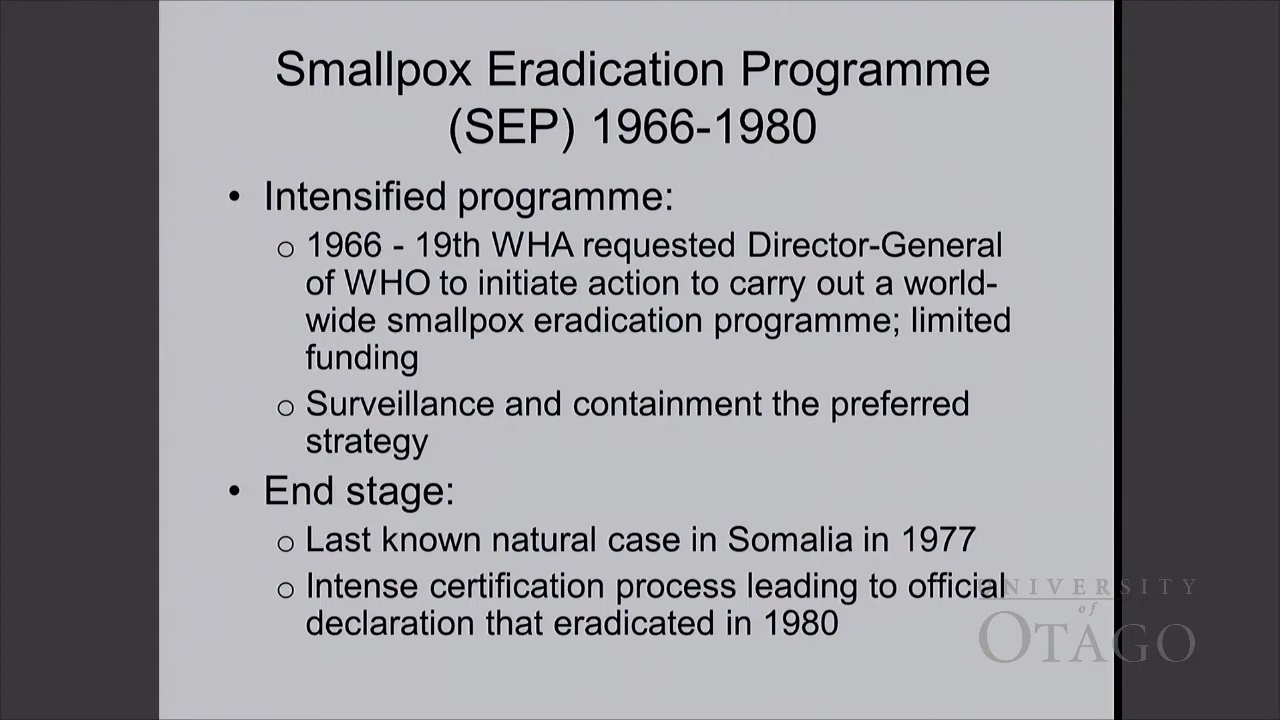 Smallpox Eradication Programme
(SEP) 1966-1980
• Intensified programme:
o 1966 - 19th WHA requested Director-General
of WHO to initiate action to carry out a world-
wide smallpox eradication programme; limited
funding
o Surveillance and containment the preferred
strategy
• End stage:
o Last known natural case in Somalia in 1977
o Intense certification process leading to official
declaration that eradicated in 1980
UNIVERSITY
of
OTAGO